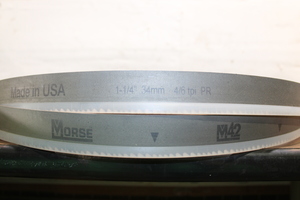 Made in USA 1-1/4" 34mm 4/6 tpi PR
MORSE M42